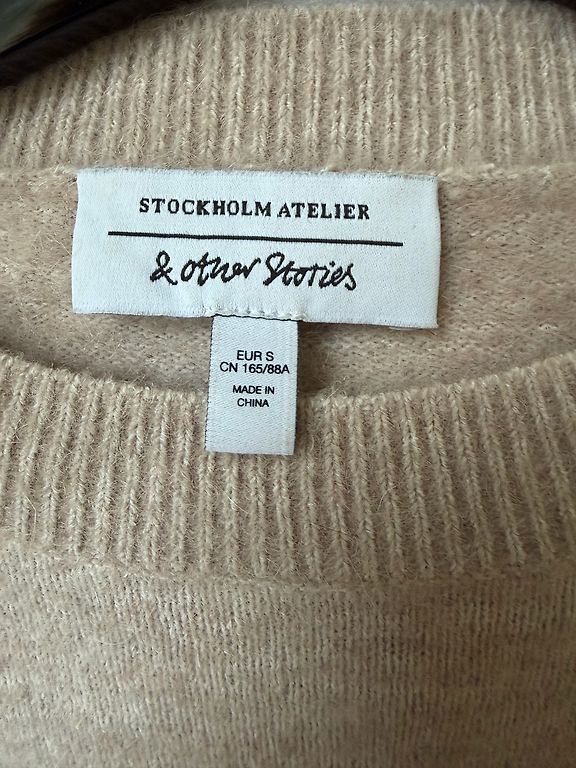 STOCKHOLM ATELIER
& other Stories
EUR S
CN 165/88A
MADE IN
CHINA